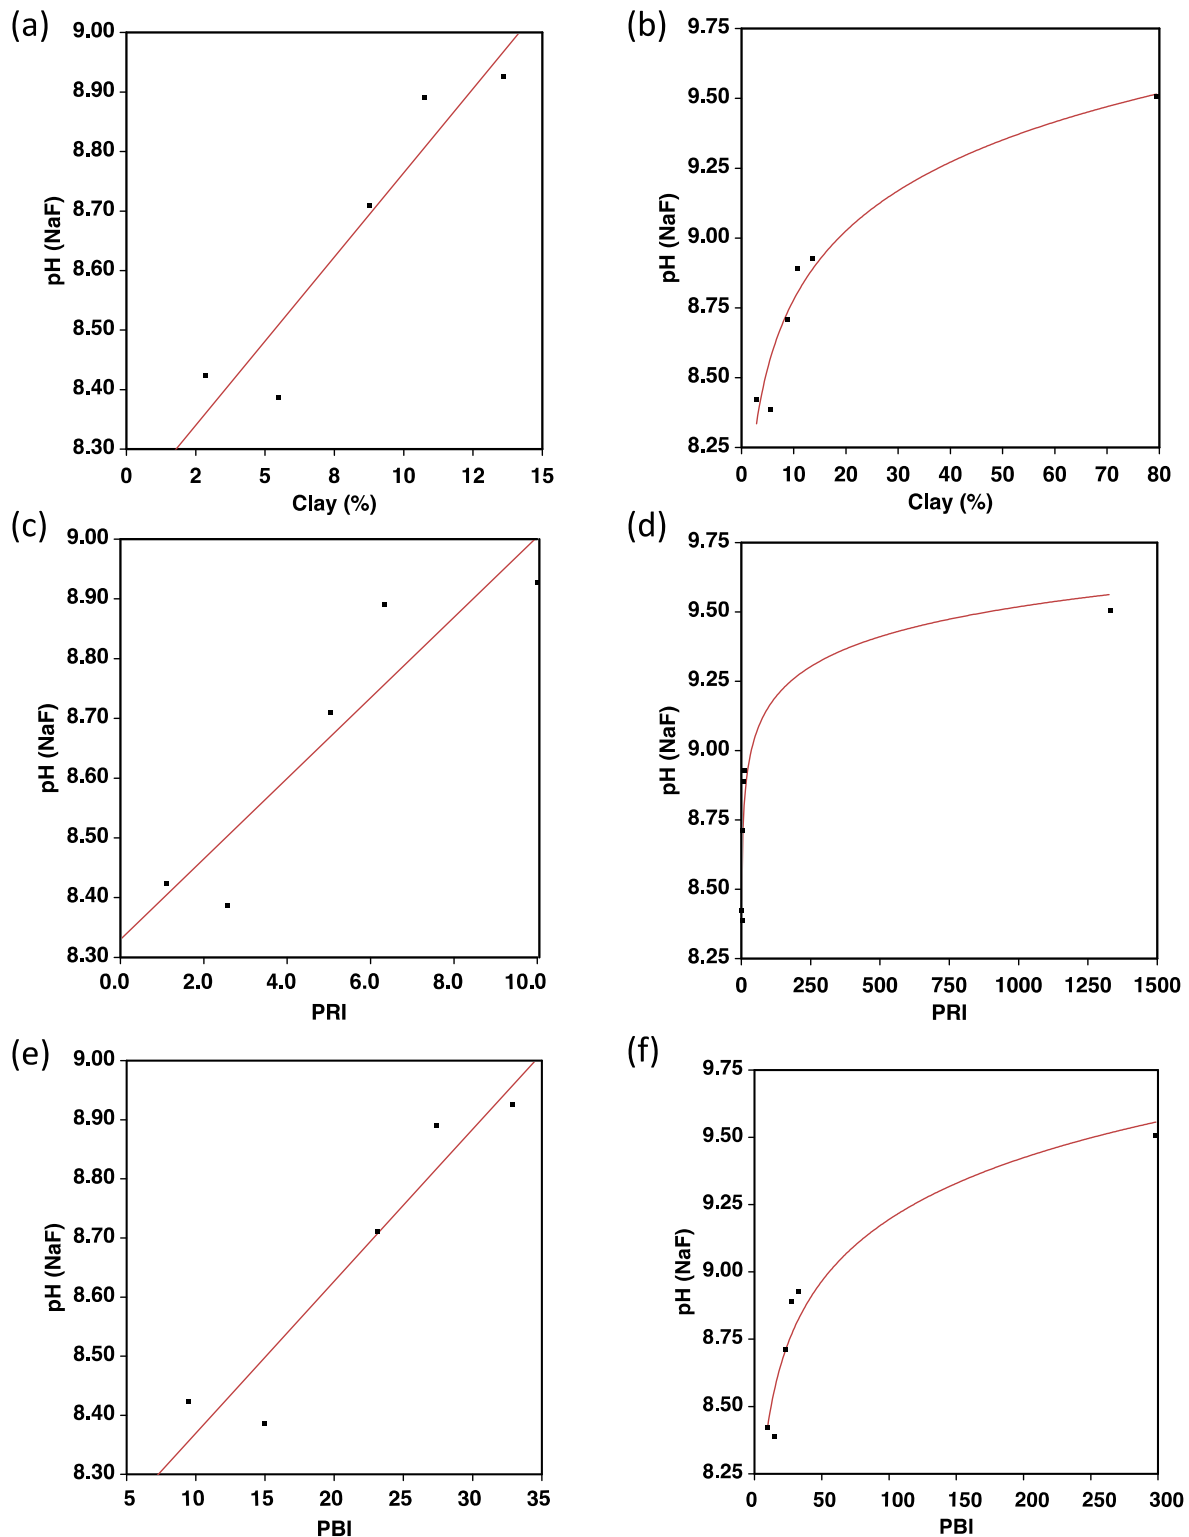 (a)
9.00
8.90
8.80
8.70
8.60
8.50
8.40
8.30
pH (NaF)
0 2 5 8 10 12 15
Clay (%)
(b)
9.75
9.50
9.25
9.00
8.75
8.50
8.25
pH (NaF)
0 10 20 30 40 50 60 70 80
Clay (%)
(c)
9.00
8.90
8.80
8.70
8.60
8.50
8.40
8.30
pH (NaF)
0.0 2.0 4.0 6.0 8.0 10.0
PRI
(d)
9.75
9.50
9.25
9.00
8.75
8.50
8.25
pH (NaF)
0 250 500 750 1000 1250 1500
PRI
(e)
9.00
8.90
8.80
8.70
8.60
8.50
8.40
8.30
pH (NaF)
5 10 15 20 25 30 35
PBI
(f)
9.75
9.50
9.25
9.00
8.75
8.50
8.25
pH (NaF)
0 50 100 150 200 250 300
PBI